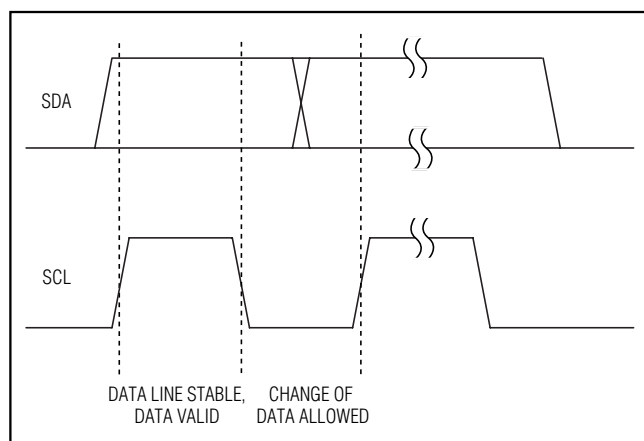 SDA
SCL
DATA LINE STABLE,
DATA VALID
CHANGE OF
DATA ALLOWED